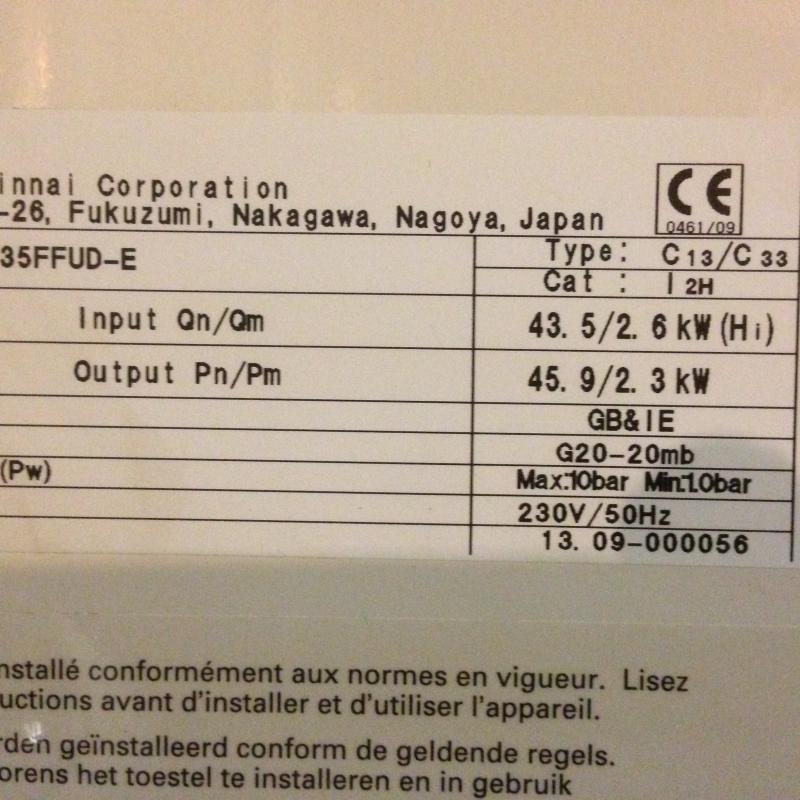 innai Corporation
-26, Fukuzumi, Nakagawa, Nagoya, Japan
CE
0461/09
35FFUD-E
Type: C13/C33
Cat : I2H
Input Qn/Qm 43.5/2.6 kW (Hi)
Output Pn/Pm 45.9/2.3 kW
GB&IE
G20-20mb
(Pw) Max:10bar Min:1.0bar
230V/50Hz
13.09-000056
nstallé conformément aux normes en vigueur. Lisez
uctions avant d'installer et d'utiliser l'appareil.
rden geïnstalleerd conform de geldende regels.
orens het toestel te installeren en in gebruik